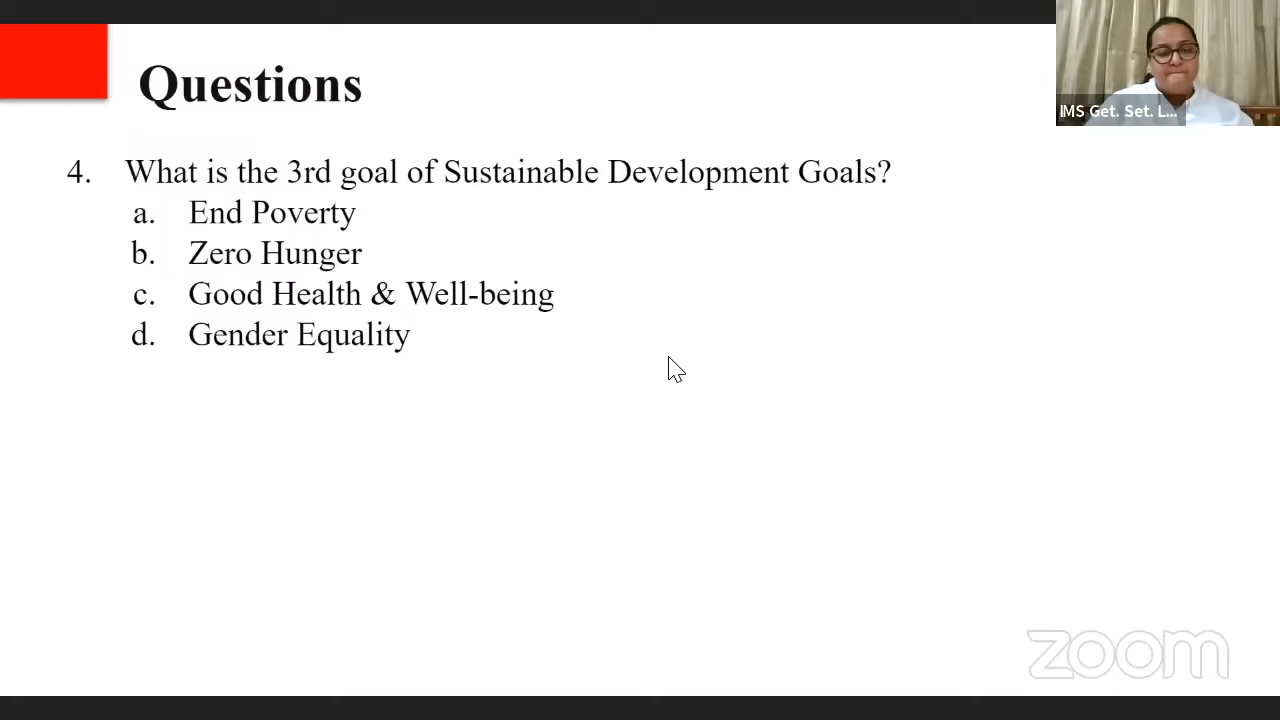 Questions
4. What is the 3rd goal of Sustainable Development Goals?
a. End Poverty
b. Zero Hunger
c. Good Health & Well-being
d. Gender Equality
IMS Get. Set. L...
zoom